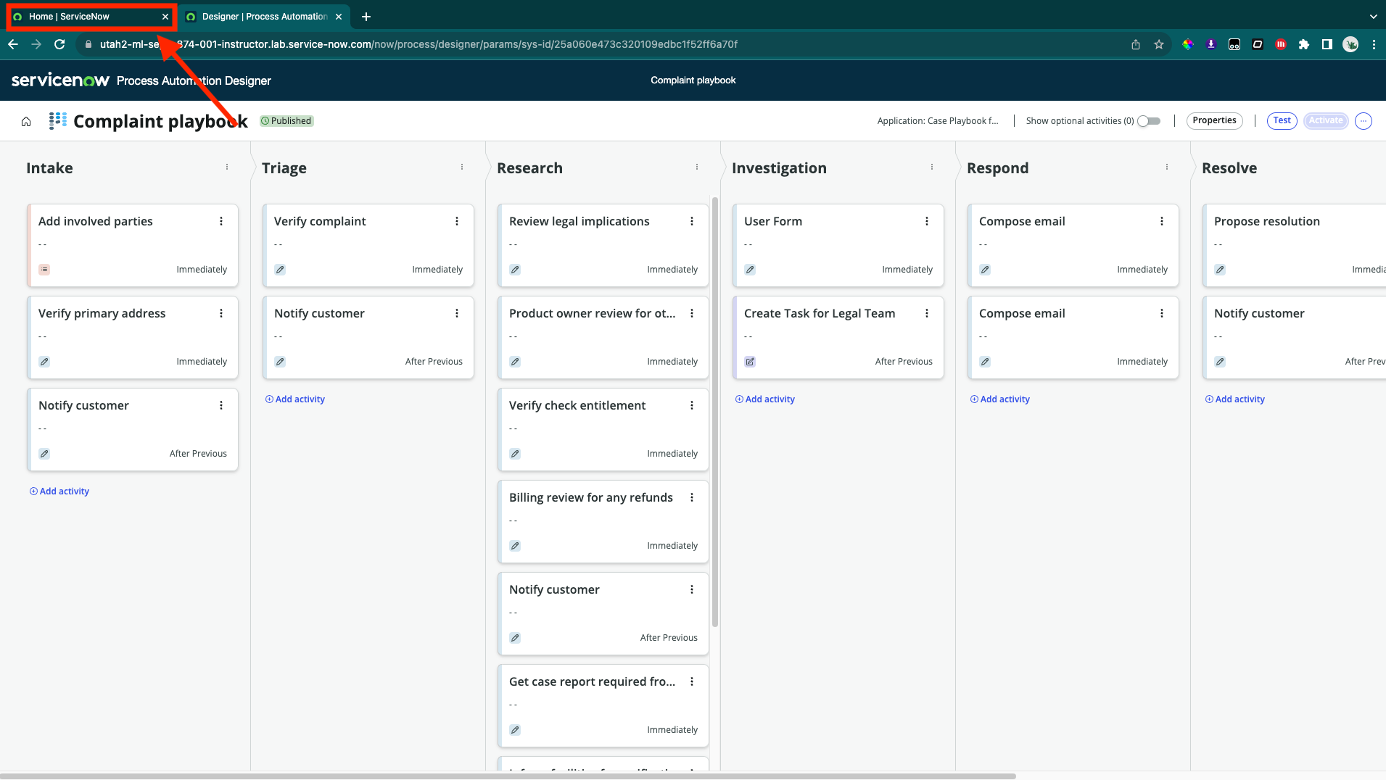 Home | ServiceNow
Designer | Process Automation
utah2-ml-se 874-001-instructor.lab.service-now.com/now/process/designer/params/sys-id/25a060e473c320109edbc1f52ff6a70f
servicenow Process Automation Designer
Complaint playbook
Complaint playbook
Published
Application: Case Playbook f...
Show optional activities (0)
Properties
Test
Activate
Intake
Triage
Research
Investigation
Respond
Resolve
Add involved parties
--
Immediately
Verify primary address
--
Immediately
Notify customer
--
After Previous
Add activity
Verify complaint
--
Immediately
Notify customer
--
After Previous
Add activity
Review legal implications
--
Immediately
Product owner review for ot...
--
Immediately
Verify check entitlement
--
Immediately
Billing review for any refunds
--
Immediately
Notify customer
--
After Previous
Get case report required fro...
--
Immediately
User Form
--
Immediately
Create Task for Legal Team
--
After Previous
Add activity
Compose email
--
Immediately
Compose email
--
Immediately
Add activity
Propose resolution
--
Immedia
Notify customer
--
After Prev
Add activity